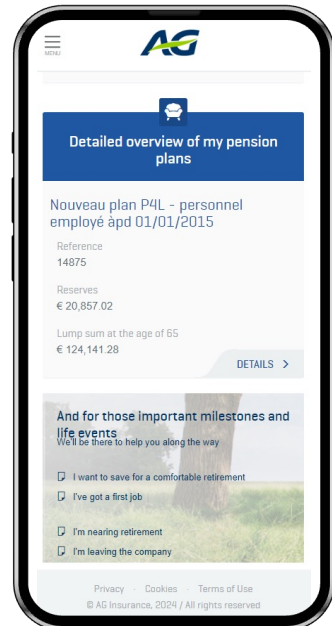 MENU
AG
Detailed overview of my pension
plans
Nouveau plan P4L - personnel
employé àpd 01/01/2015
Reference
14875
Reserves
€ 20,857.02
Lump sum at the age of 65
€ 124,141.28
DETAILS >
And for those important milestones and
life events
We'll be there to help you along the way
I want to save for a comfortable retirement
I've got a first job
I'm nearing retirement
I'm leaving the company
Privacy - Cookies - Terms of Use
© AG Insurance, 2024 / All rights reserved